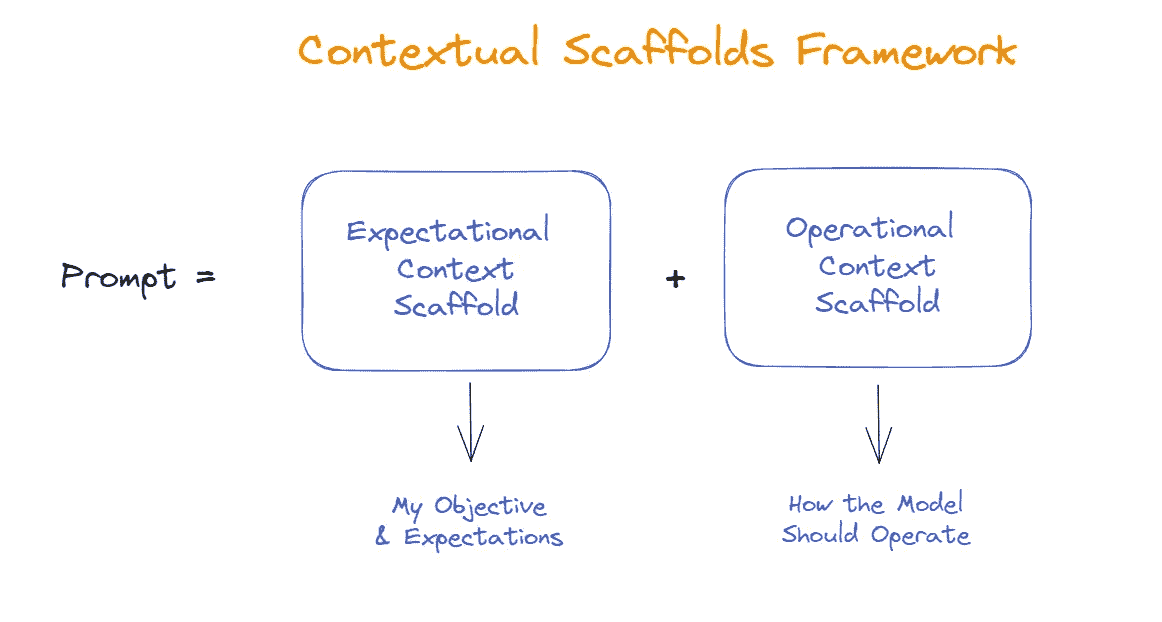 Contextual Scaffolds Framework
Prompt =
Expectational
Context
Scaffold
+
Operational
Context
Scaffold
My Objective
& Expectations
How the Model
Should Operate